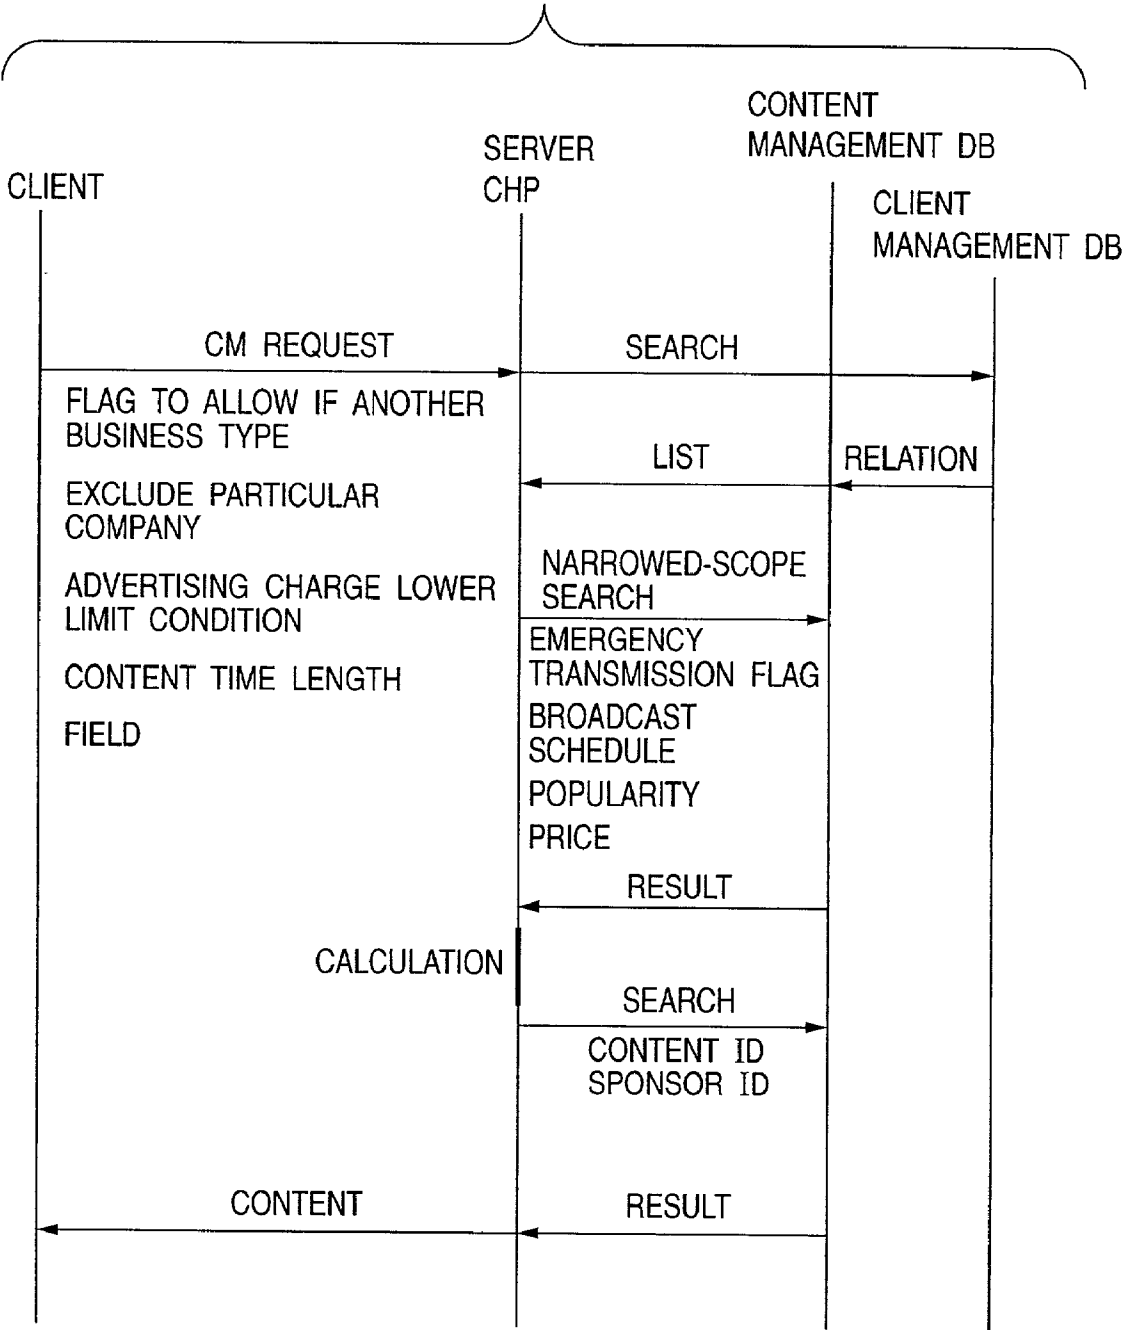 CONTENT
MANAGEMENT DB
SERVER
CHP
CLIENT
CLIENT
MANAGEMENT DB
CM REQUEST
SEARCH
FLAG TO ALLOW IF ANOTHER
BUSINESS TYPE
LIST
RELATION
EXCLUDE PARTICULAR
COMPANY
NARROWED-SCOPE
SEARCH
ADVERTISING CHARGE LOWER
LIMIT CONDITION
EMERGENCY
TRANSMISSION FLAG
CONTENT TIME LENGTH
BROADCAST
SCHEDULE
FIELD
POPULARITY
PRICE
RESULT
CALCULATION
SEARCH
CONTENT ID
SPONSOR ID
CONTENT
RESULT